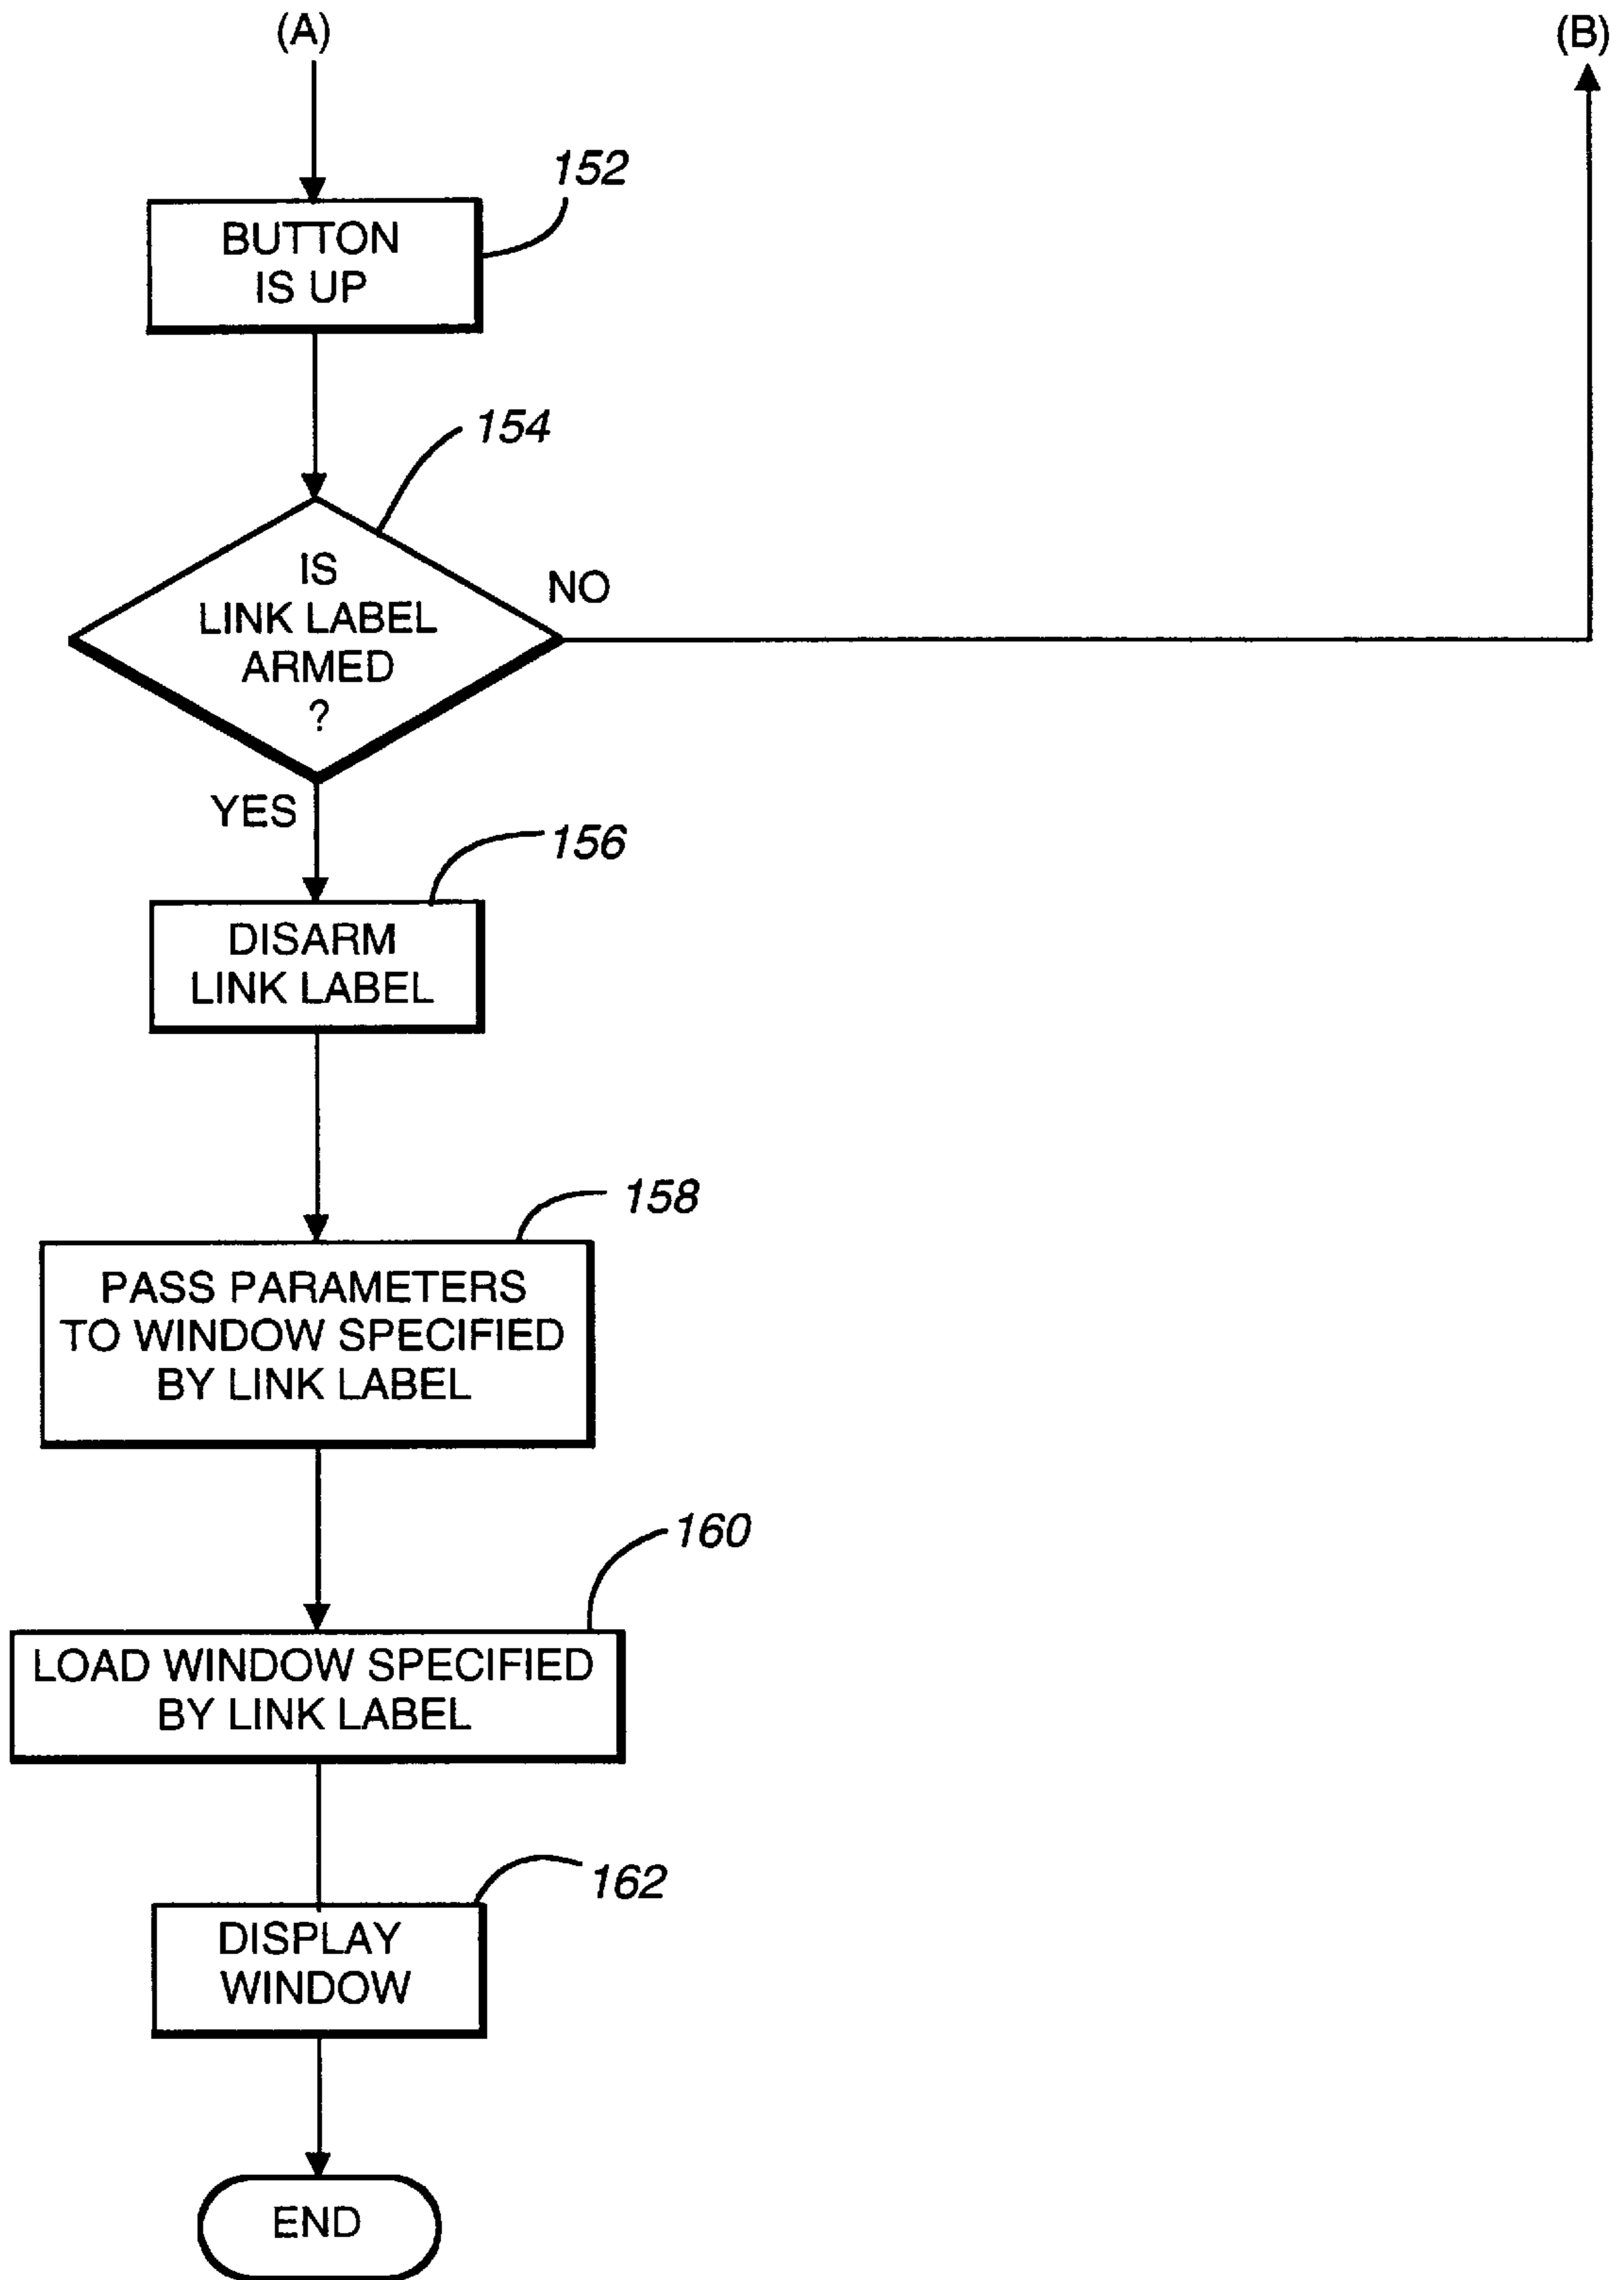 (A)
(B)
152
BUTTON
IS UP
154
IS
LINK LABEL
ARMED
?
NO
YES
156
DISARM
LINK LABEL
158
PASS PARAMETERS
TO WINDOW SPECIFIED
BY LINK LABEL
160
LOAD WINDOW SPECIFIED
BY LINK LABEL
162
DISPLAY
WINDOW
END